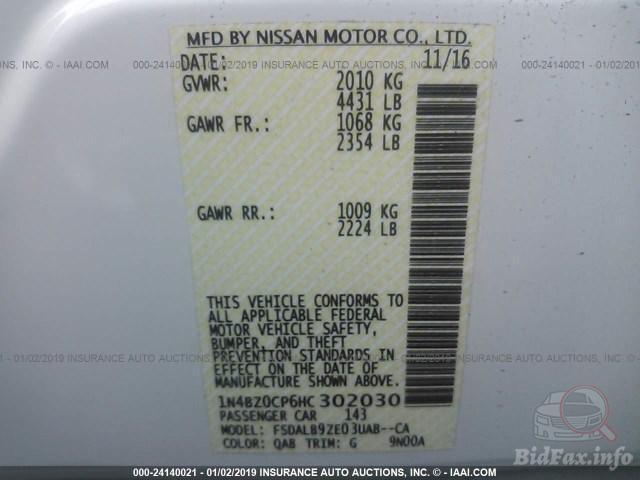 MFD BY NISSAN MOTOR CO., LTD.
DATE: 11/16
GVWR: 2010 KG
4431 LB
GAWR FR.: 1068 KG
2354 LB
GAWR RR.: 1009 KG
2224 LB
THIS VEHICLE CONFORMS TO
ALL APPLICABLE FEDERAL
MOTOR VEHICLE SAFETY,
BUMPER, AND THEFT
PREVENTION STANDARDS IN
EFFECT ON THE DATE OF
MANUFACTURE SHOWN ABOVE.
1N4BZ0CP6HC 302030
PASSENGER CAR 143
MODEL: FSDALB9ZE03UAB--CA
COLOR: QAB TRIM: G 9N00A
000-24140021 - 01/02/2019 INSURANCE AUTO AUCTIONS, INC. © - IAAI.COM
BidFax.info